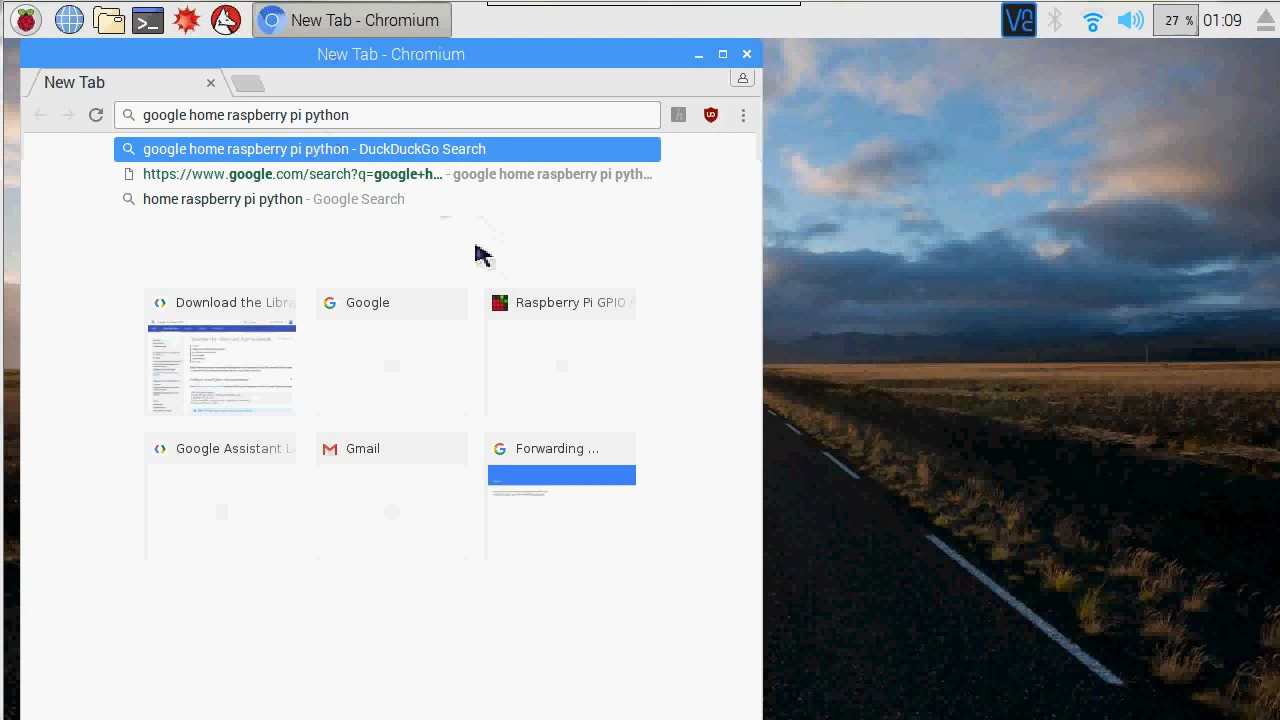 New Tab - Chromium
27 %
01:09
New Tab - Chromium
New Tab
google home raspberry pi python
google home raspberry pi python - DuckDuckGo Search
https://www.google.com/search?q=google+h... - google home raspberry pi pyth...
home raspberry pi python - Google Search
Download the Libra
Google
Raspberry Pi GPIO
Google Assistant L
Gmail
Forwarding ...